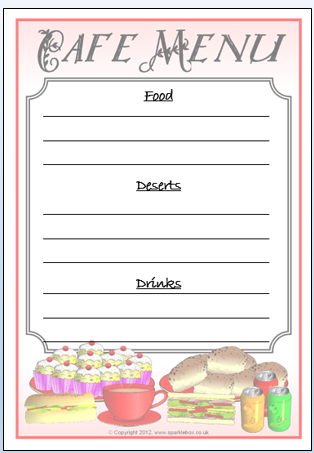 CAFE MENU
Food
Deserts
Drinks
© Copyright 2012, www.sparklebox.co.uk